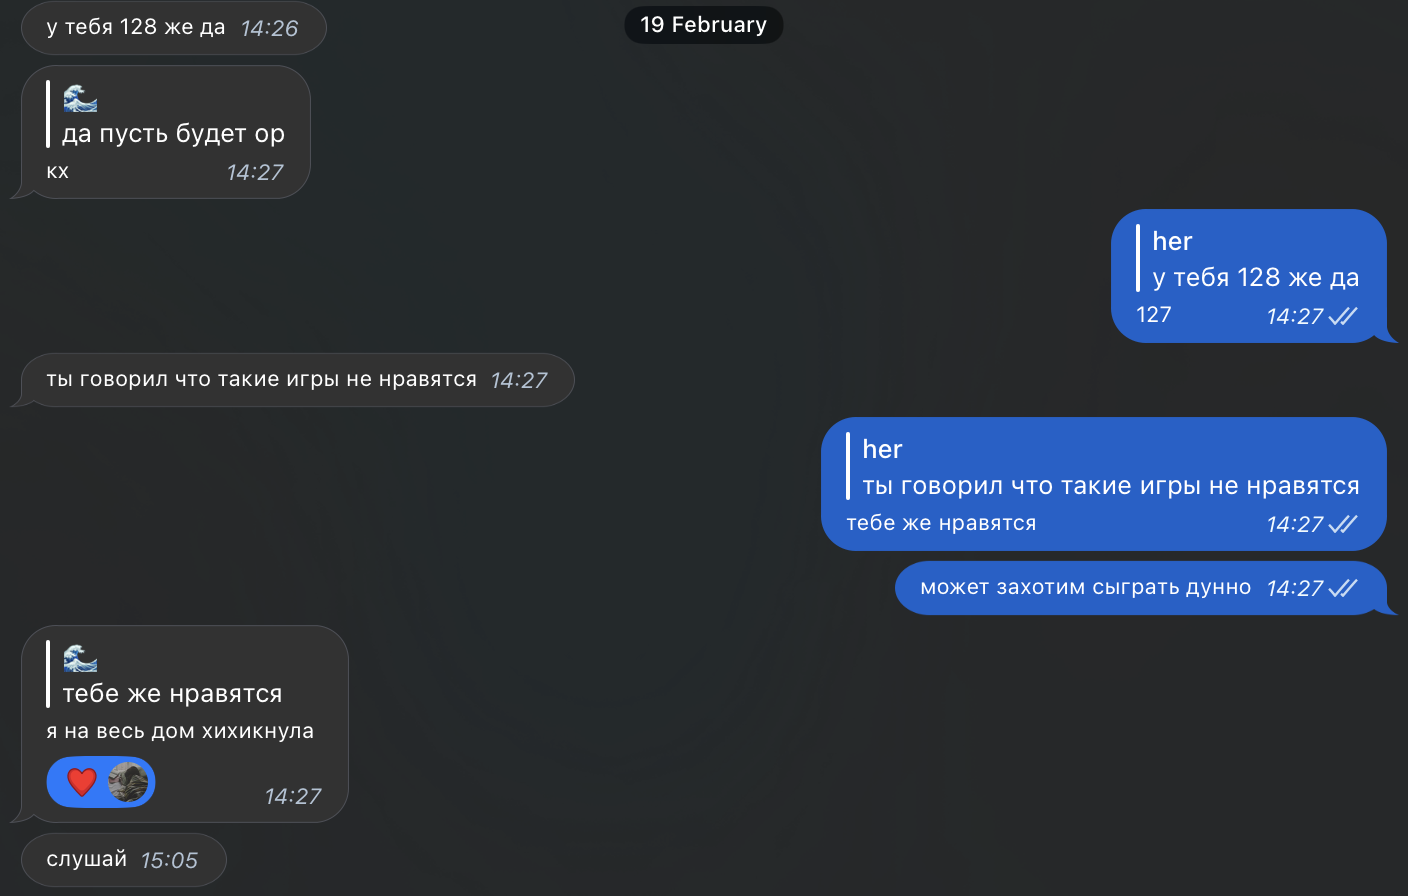 19 February
у тебя 128 же да 14:26
🌊
да пусть будет ор
кх 14:27
her
у тебя 128 же да
127 14:27
ты говорил что такие игры не нравятся 14:27
her
ты говорил что такие игры не нравятся
тебе же нравятся 14:27
может захотим сыграть дунно 14:27
🌊
тебе же нравятся
я на весь дом хихикнула
❤️ 14:27
слушай 15:05